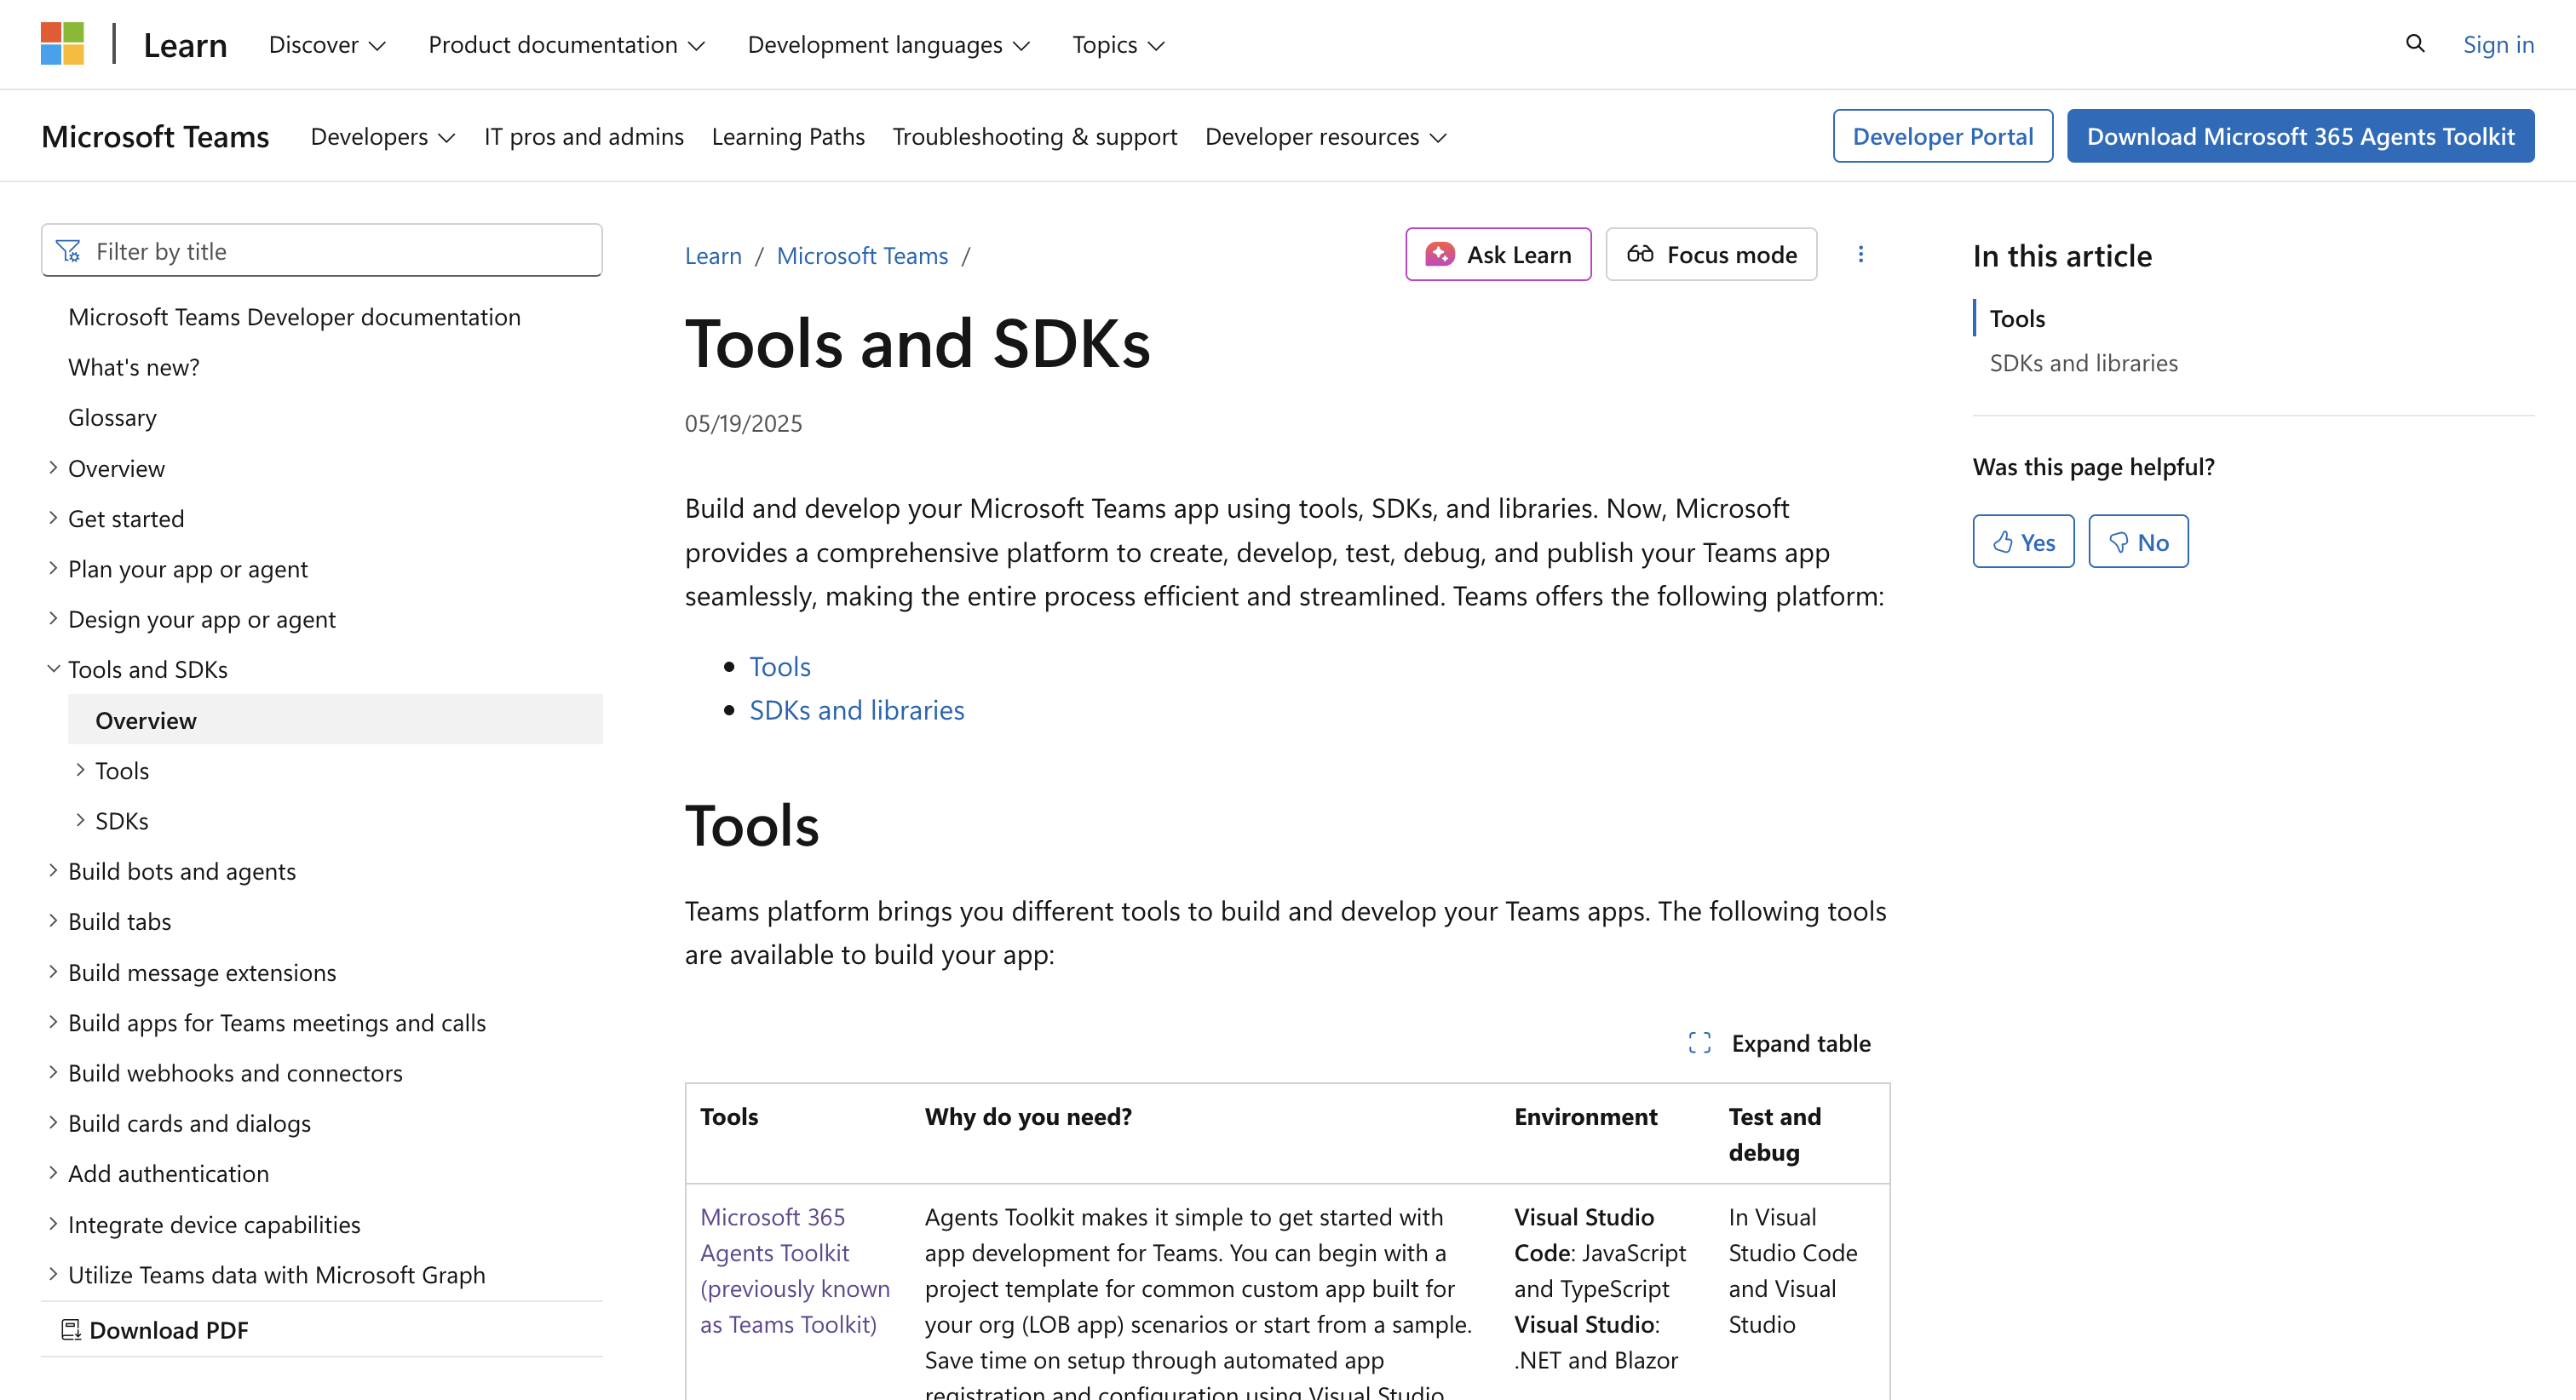 Learn
Discover
Product documentation
Development languages
Topics
Sign in
Microsoft Teams
Developers
IT pros and admins
Learning Paths
Troubleshooting & support
Developer resources
Developer Portal
Download Microsoft 365 Agents Toolkit
Filter by title
Microsoft Teams Developer documentation
What's new?
Glossary
Overview
Get started
Plan your app or agent
Design your app or agent
Tools and SDKs
Overview
Tools
SDKs
Build bots and agents
Build tabs
Build message extensions
Build apps for Teams meetings and calls
Build webhooks and connectors
Build cards and dialogs
Add authentication
Integrate device capabilities
Utilize Teams data with Microsoft Graph
Download PDF
Learn / Microsoft Teams /
Ask Learn
Focus mode
Tools and SDKs
05/19/2025
Build and develop your Microsoft Teams app using tools, SDKs, and libraries. Now, Microsoft
provides a comprehensive platform to create, develop, test, debug, and publish your Teams app
seamlessly, making the entire process efficient and streamlined. Teams offers the following platform:
• Tools
• SDKs and libraries
Tools
Teams platform brings you different tools to build and develop your Teams apps. The following tools
are available to build your app:
Expand table
Tools
Why do you need?
Environment
Test and
debug
Microsoft 365
Agents Toolkit
(previously known
as Teams Toolkit)
Agents Toolkit makes it simple to get started with
app development for Teams. You can begin with a
project template for common custom app built for
your org (LOB app) scenarios or start from a sample.
Save time on setup through automated app
registration and configuration using Visual Studio
Visual Studio
Code: JavaScript
and TypeScript
Visual Studio:
.NET and Blazor
In Visual
Studio Code
and Visual
Studio
In this article
Tools
SDKs and libraries
Was this page helpful?
Yes
No